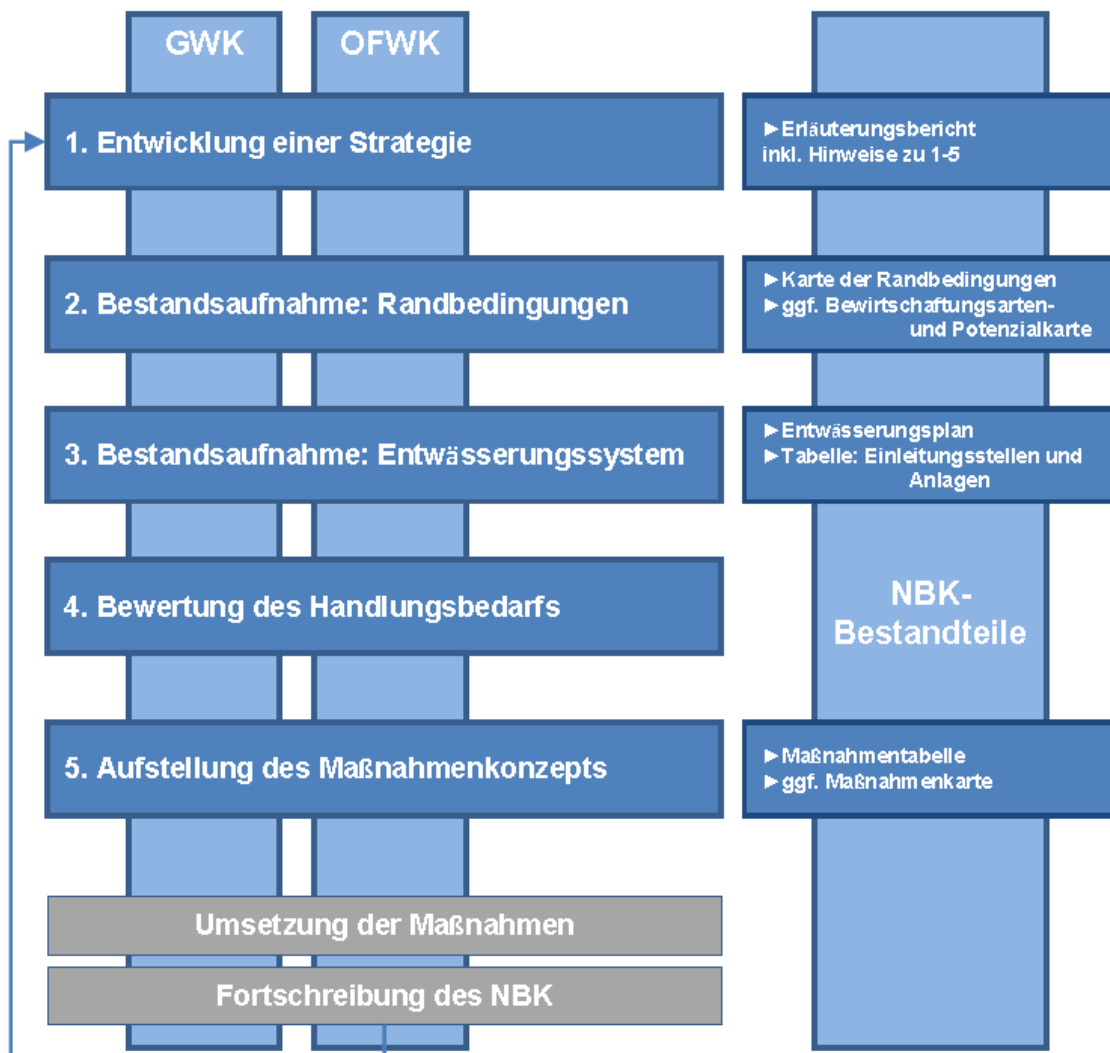 GWK
OFWK
1. Entwicklung einer Strategie
►Erläuterungsbericht
inkl. Hinweise zu 1-5
2. Bestandsaufnahme: Randbedingungen
►Karte der Randbedingungen
►ggf. Bewirtschaftungsarten-
und Potenzialkarte
3. Bestandsaufnahme: Entwässerungssystem
►Entwässerungsplan
►Tabelle: Einleitungsstellen und
Anlagen
4. Bewertung des Handlungsbedarfs
NBK-
Bestandteile
5. Aufstellung des Maßnahmenkonzepts
►Maßnahmentabelle
►ggf. Maßnahmenkarte
Umsetzung der Maßnahmen
Fortschreibung des NBK